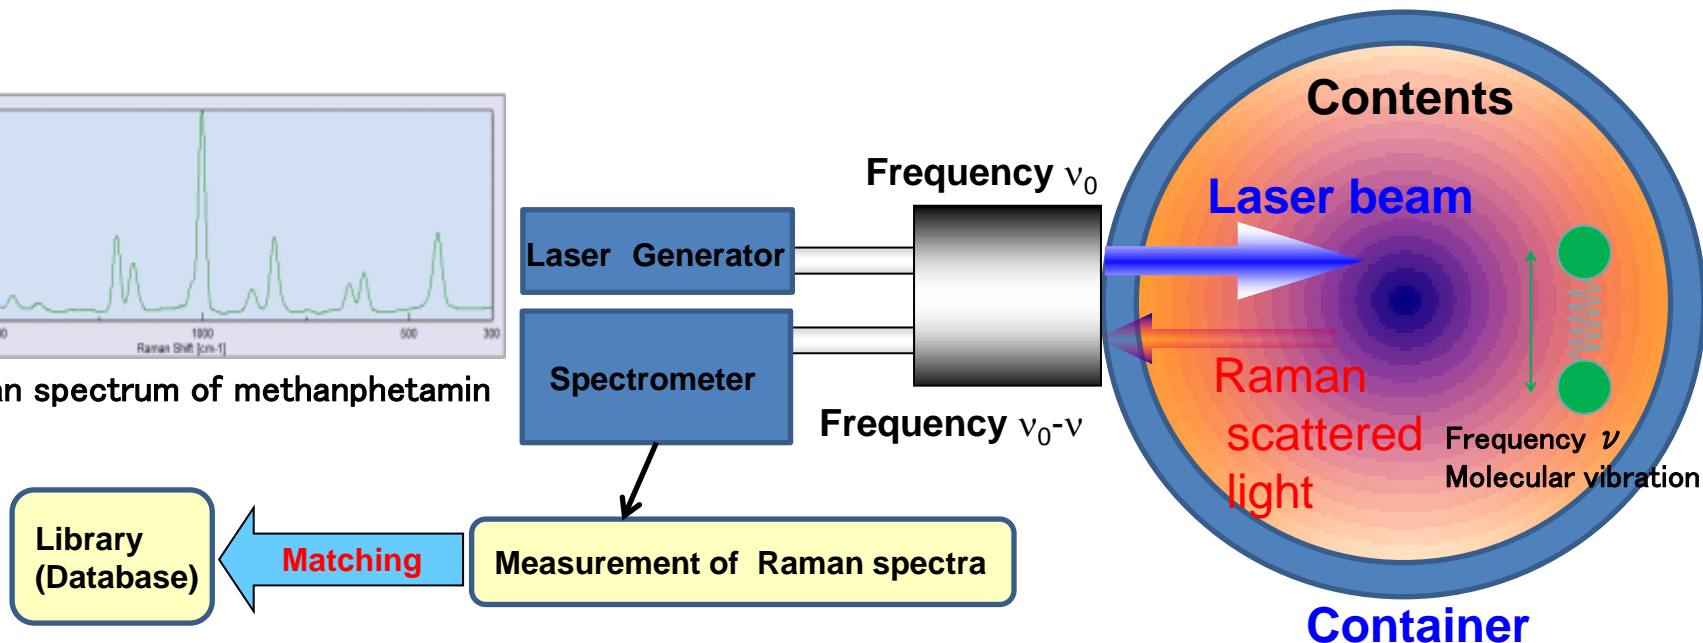 Contents
Frequency ν0
Laser beam
Laser Generator
Spectrometer
1000
500
300
Raman Shift [cm-1]
an spectrum of methanphetamin
Frequency ν0-ν
Raman
scattered
light
Frequency ν
Molecular vibration
Library
(Database)
Matching
Measurement of Raman spectra
Container